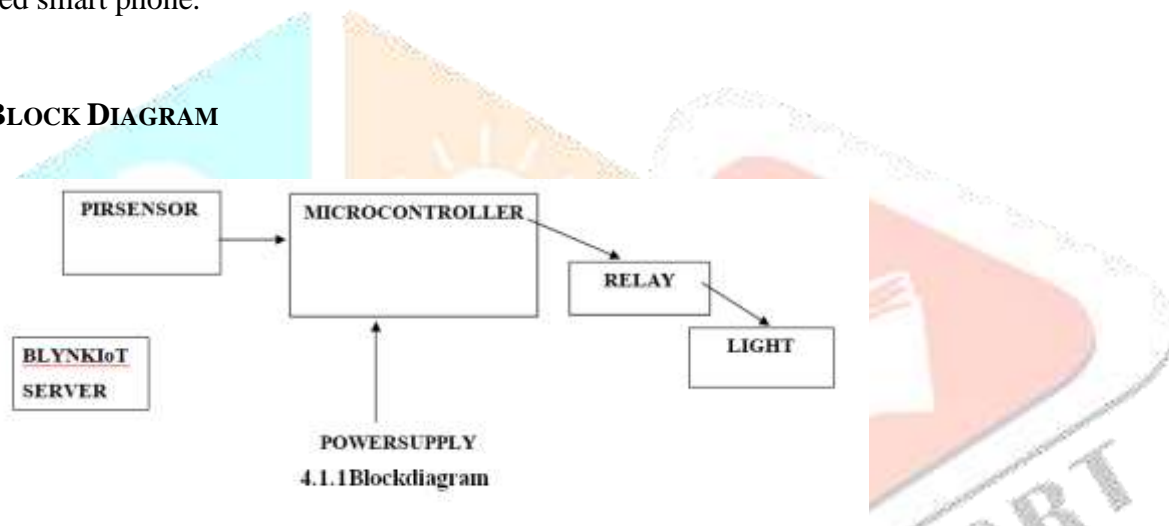 ed smart phone.
BLOCK DIAGRAM
PIRSENSOR
MICROCONTROLLER
RELAY
LIGHT
BLYNKIoT
SERVER
POWERSUPPLY
4.1.1Blockdiagram